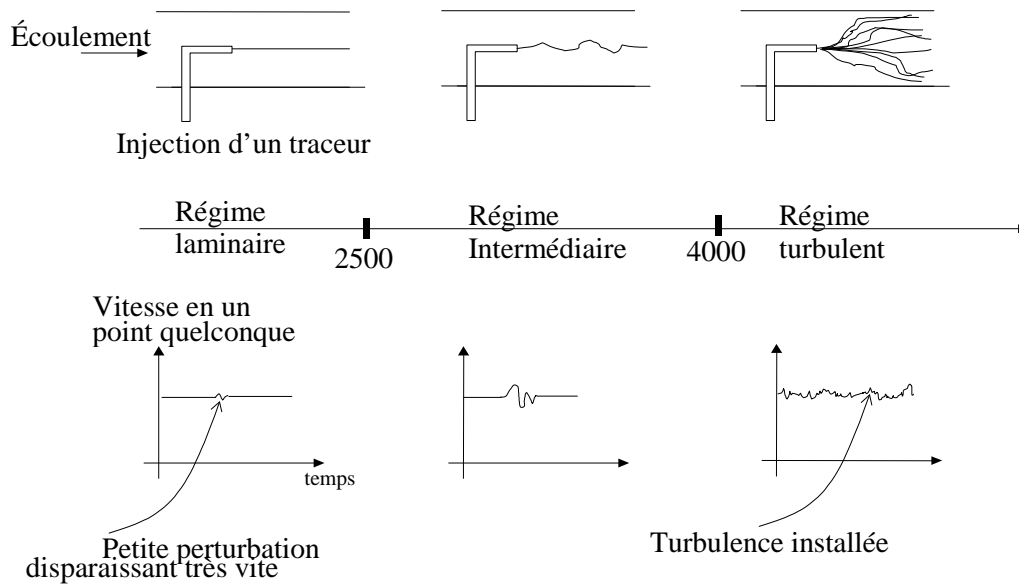 Écoulement
Injection d’un traceur
Régime
laminaire
2500
Régime
Intermédiaire
4000
Régime
turbulent
Vitesse en un
point quelconque
temps
Petite perturbation
disparaissant très vite
Turbulence installée